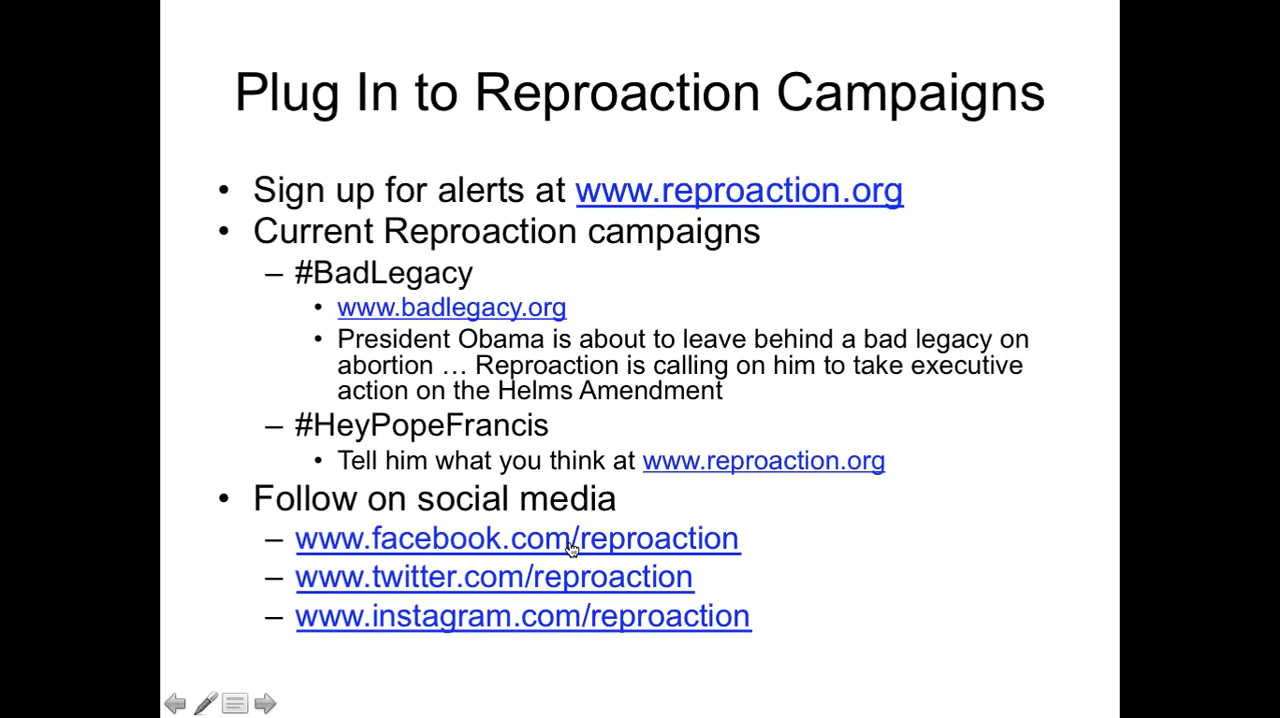 Plug In to Reproaction Campaigns
• Sign up for alerts at www.reproaction.org
• Current Reproaction campaigns
– #BadLegacy
• www.badlegacy.org
• President Obama is about to leave behind a bad legacy on
abortion … Reproaction is calling on him to take executive
action on the Helms Amendment
– #HeyPopeFrancis
• Tell him what you think at www.reproaction.org
• Follow on social media
– www.facebook.com/reproaction
– www.twitter.com/reproaction
– www.instagram.com/reproaction